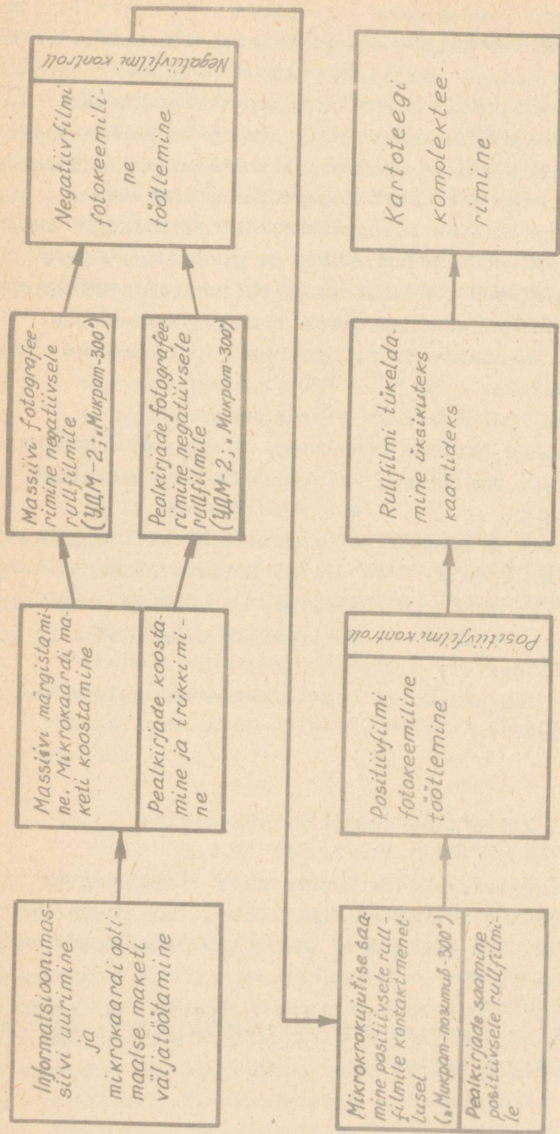 Informatsioonimas-
siivi uurimine
ja
mikrokaardi opti-
maalse maketi
väljatöötamine
Massiivi märgistami-
ne. Mikrokaardi ma-
keti koostamine
Pealkirjade koosta-
mine ja trükkimi-
ne
Massiivi fotografee-
rimine negatiivsele
rullfilmile
(УДМ-2; „Микрат-300")
Pealkirjade fotografee-
rimine negatiivsele
rullfilmile
(УДМ-2; „Микрат-300")
Negatiivfilmi
fotokeemili-
ne
töötlemine
Negatiivfilmi kontroll
Mikrokrokujutise saa-
mine positiivsele rull-
filmile kontaktmenet-
lusel
(„Микрат-позитив-300")
Pealkirjade saamine
positiivsele rullfilmi-
le
Positiivfilmi
fotokeemiline
töötlemine
Positiivfilmi kontroll
Rullfilmi tükelda-
mine üksikuteks
kaartideks
Kartoteegi
komplektee-
rimine